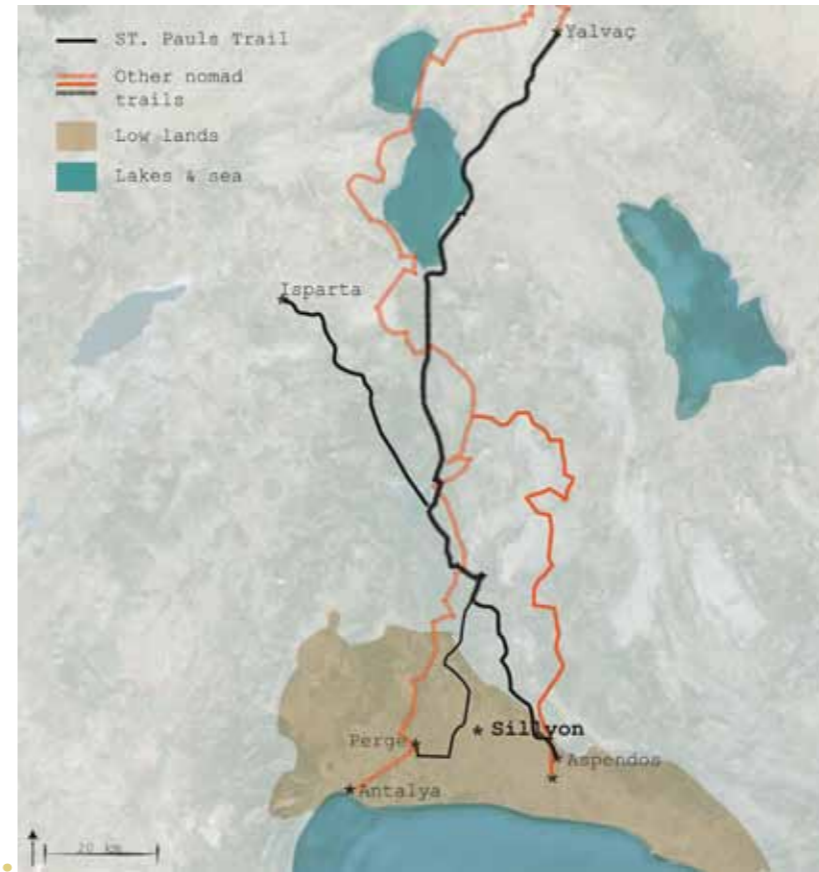 ST. Pauls Trail
Other nomad
trails
Low lands
Lakes & sea
Yalvaç
Isparta
Sillyon
Perge
Aspendos
Antalya
20 km